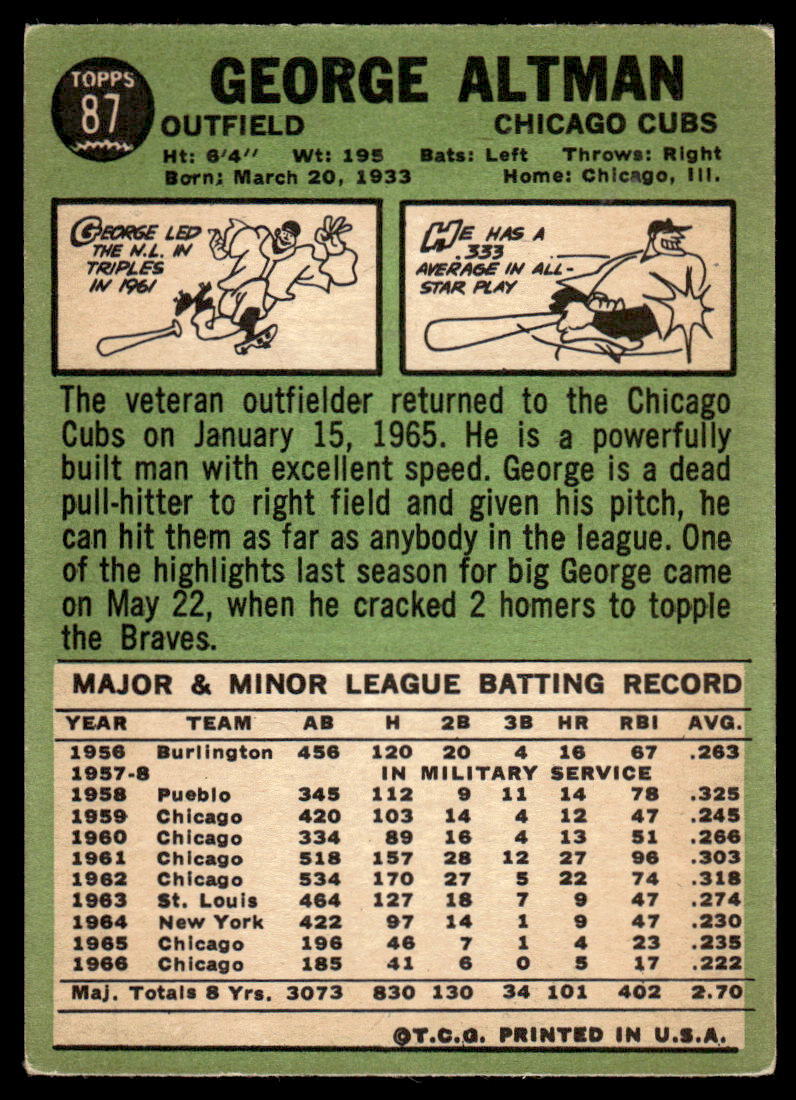 TOPPS
87
GEORGE ALTMAN
OUTFIELD CHICAGO CUBS
Ht: 6'4" Wt: 195 Bats: Left Throws: Right
Born: March 20, 1933 Home: Chicago, Ill.
GEORGE LED
THE N.L. IN
TRIPLES
IN 1961
HE HAS A
.333
AVERAGE IN ALL-
STAR PLAY
The veteran outfielder returned to the Chicago
Cubs on January 15, 1965. He is a powerfully
built man with excellent speed. George is a dead
pull-hitter to right field and given his pitch, he
can hit them as far as anybody in the league. One
of the highlights last season for big George came
on May 22, when he cracked 2 homers to topple
the Braves.
MAJOR & MINOR LEAGUE BATTING RECORD
YEAR TEAM AB H 2B 3B HR RBI AVG.
1956 Burlington 456 120 20 4 16 67 .263
1957-8 IN MILITARY SERVICE
1958 Pueblo 345 112 9 11 14 78 .325
1959 Chicago 420 103 14 4 12 47 .245
1960 Chicago 334 89 16 4 13 51 .266
1961 Chicago 518 157 28 12 27 96 .303
1962 Chicago 534 170 27 5 22 74 .318
1963 St. Louis 464 127 18 7 9 47 .274
1964 New York 422 97 14 1 9 47 .230
1965 Chicago 196 46 7 1 4 23 .235
1966 Chicago 185 41 6 0 5 17 .222
Maj. Totals 8 Yrs. 3073 830 130 34 101 402 2.70
©T.C.G. PRINTED IN U.S.A.